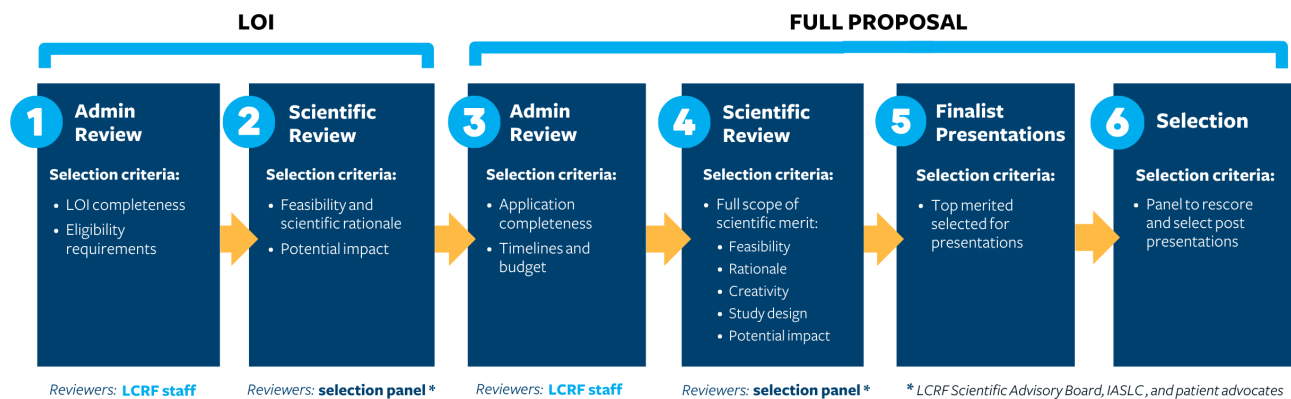 LOI
FULL PROPOSAL
1
Admin
Review
Selection criteria:
• LOI completeness
• Eligibility
requirements
Reviewers: LCRF staff
2
Scientific
Review
Selection criteria:
• Feasibility and
scientific rationale
• Potential impact
Reviewers: selection panel *
3
Admin
Review
Selection criteria:
• Application
completeness
• Timelines and
budget
Reviewers: LCRF staff
4
Scientific
Review
Selection criteria:
• Full scope of
scientific merit:
• Feasibility
• Rationale
• Creativity
• Study design
• Potential impact
Reviewers: selection panel *
5
Finalist
Presentations
Selection criteria:
• Top merited
selected for
presentations
6
Selection
Selection criteria:
• Panel to rescore
and select post
presentations
* LCRF Scientific Advisory Board, IASLC , and patient advocates